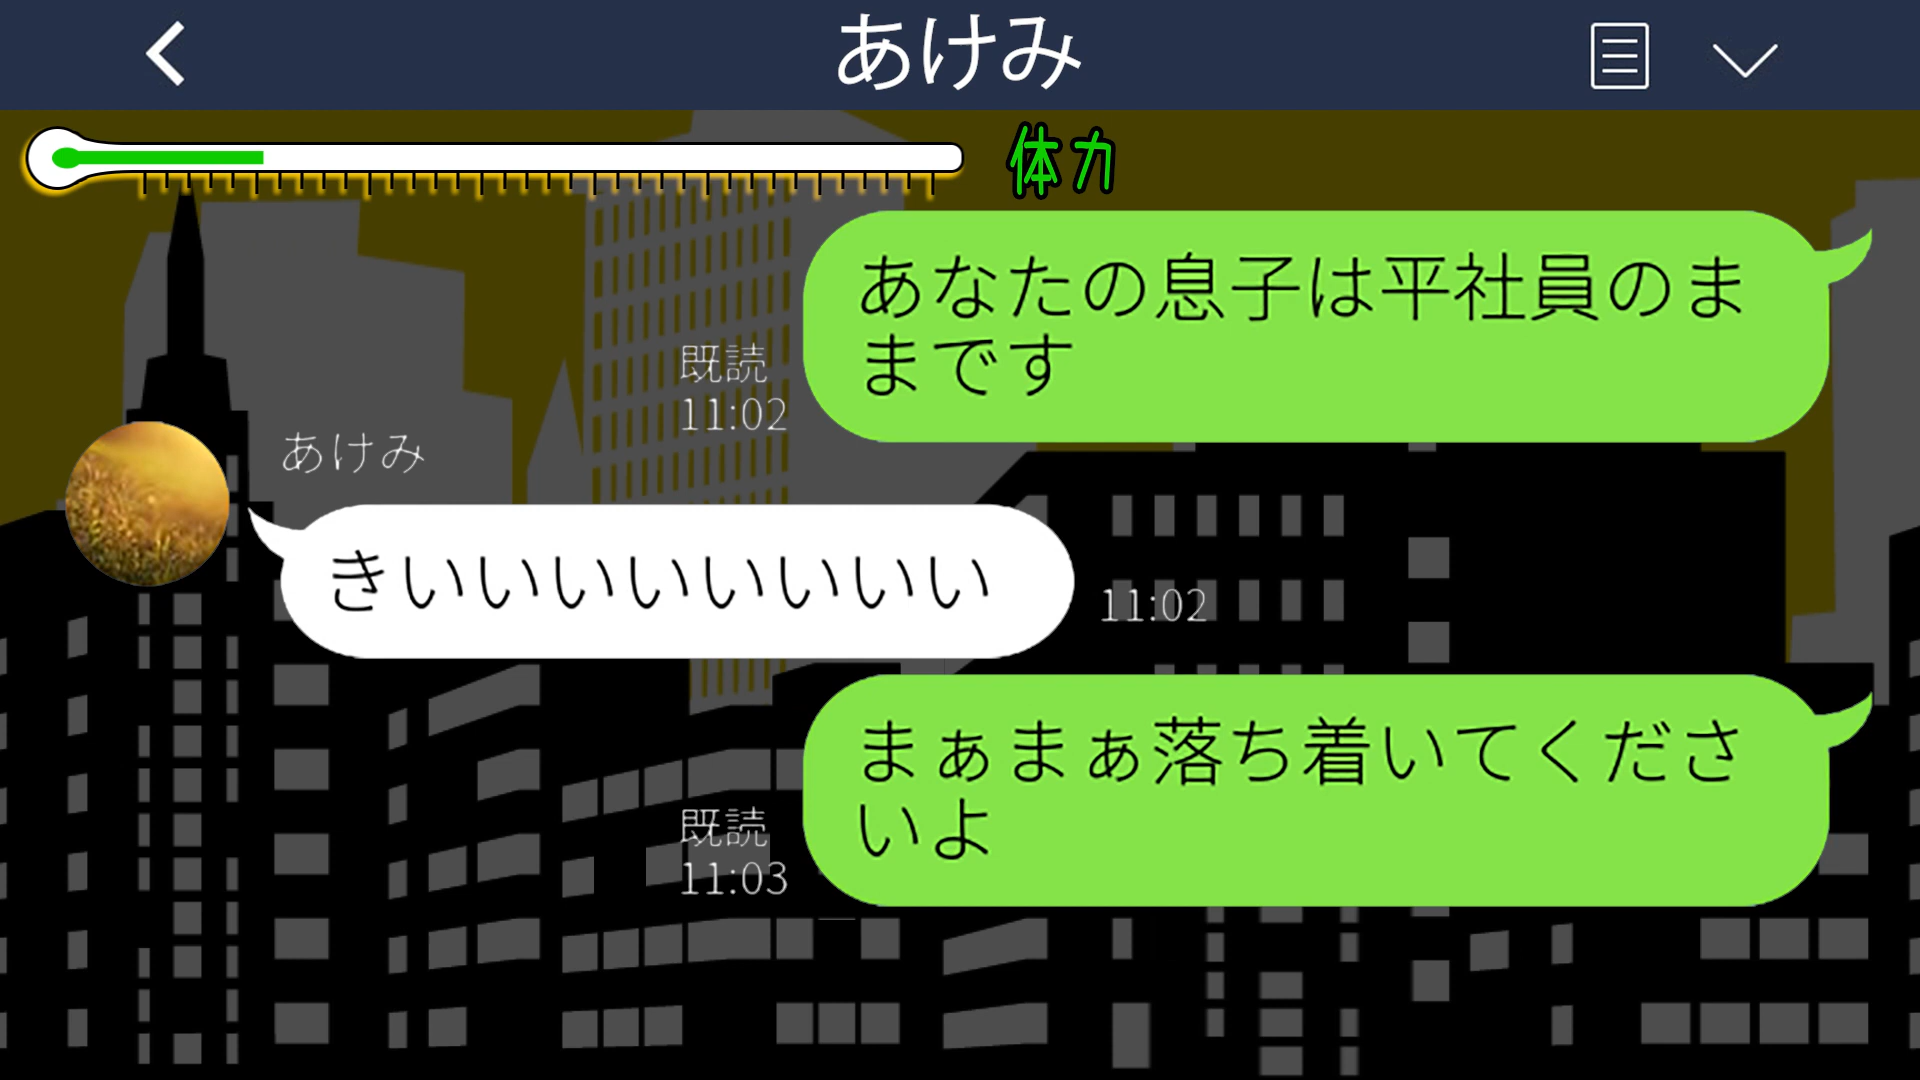 あけみ
体力
あなたの息子は平社員のま
まです
既読
11:02
あけみ
きいいいいいいいい
11:02
まぁまぁ落ち着いてくださ
いよ
既読
11:03